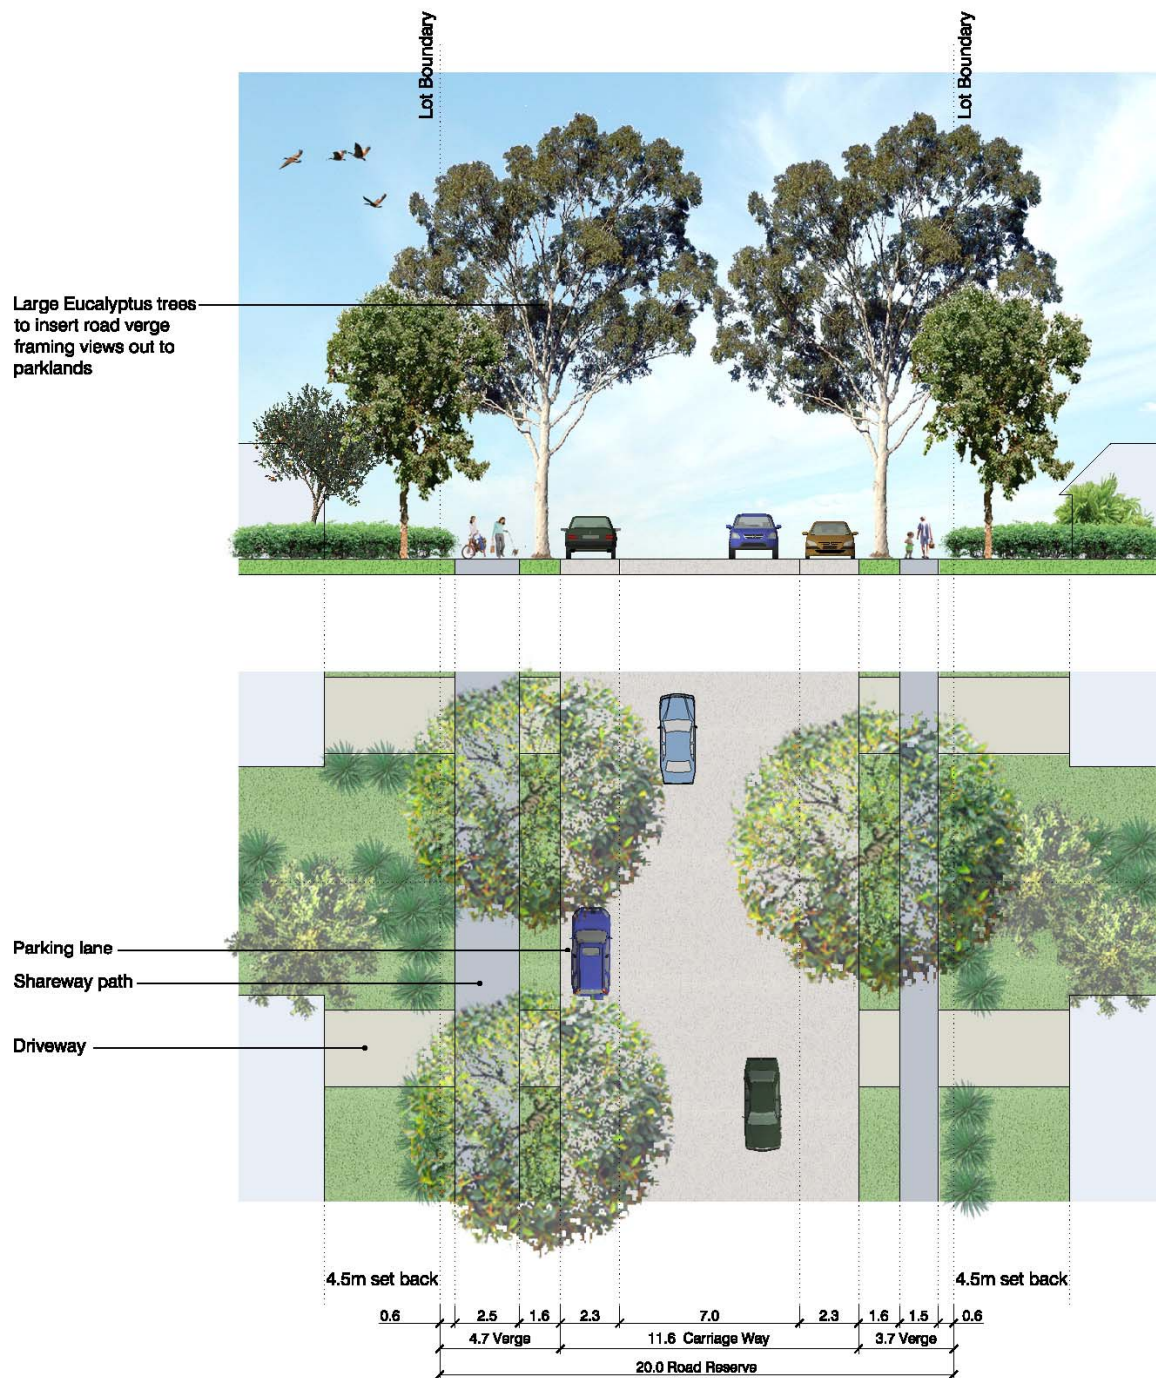 Lot Boundary
Lot Boundary
Large Eucalyptus trees
to insert road verge
framing views out to
parklands
Parking lane
Shareway path
Driveway
4.5m set back
4.5m set back
0.6
2.5
1.6
2.3
7.0
2.3
1.6
1.5
0.6
4.7 Verge
11.6 Carriage Way
3.7 Verge
20.0 Road Reserve